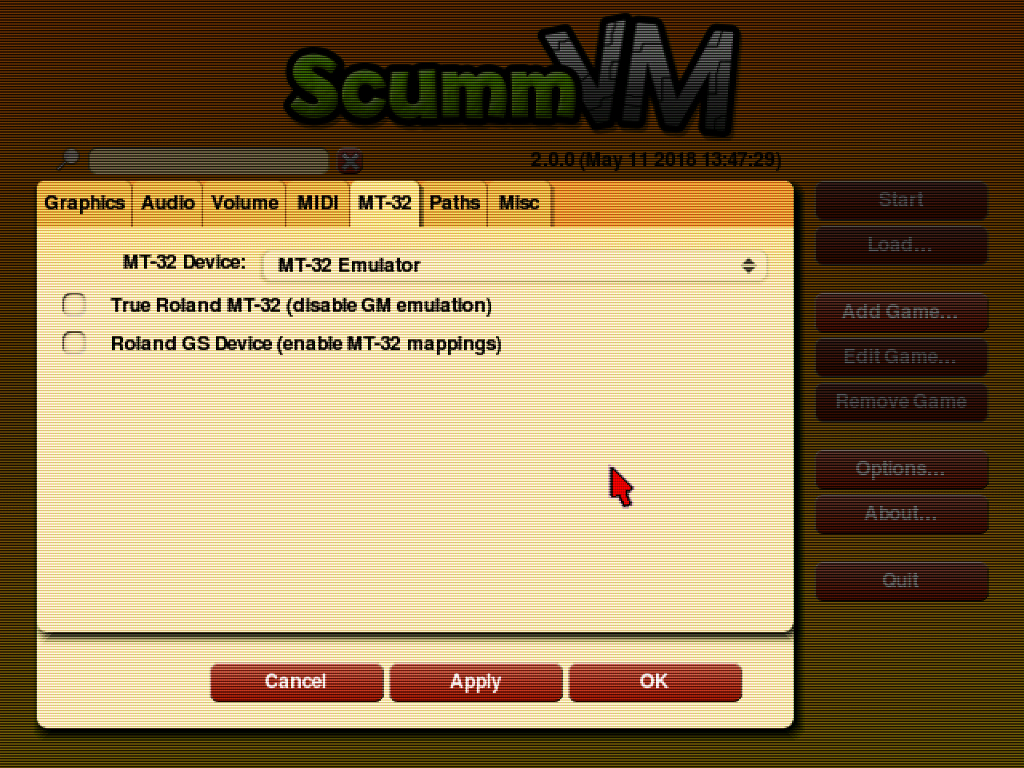 ScummVM
2.0.0 (May 11 2018 13:47:29)
Graphics Audio Volume MIDI MT-32 Paths Misc
MT-32 Device: MT-32 Emulator
True Roland MT-32 (disable GM emulation)
Roland GS Device (enable MT-32 mappings)
Cancel Apply OK
Start
Load...
Add Game...
Edit Game...
Remove Game
Options...
About...
Quit